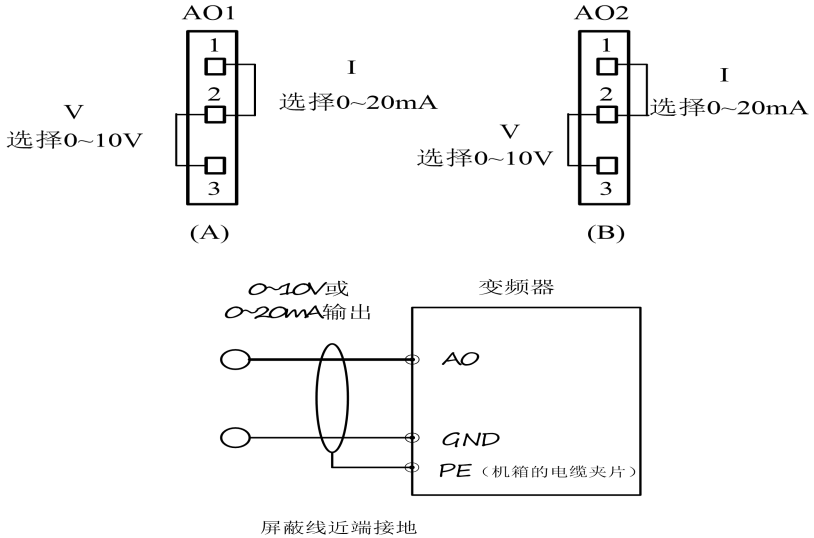 AO1
1
2
3
I
选择0~20mA
V
选择0~10V
(A)
AO2
1
2
3
I
选择0~20mA
V
选择0~10V
(B)
0~10V或
0~20mA输出
变频器
AO
GND
PE（机箱的电缆夹片）
屏蔽线近端接地